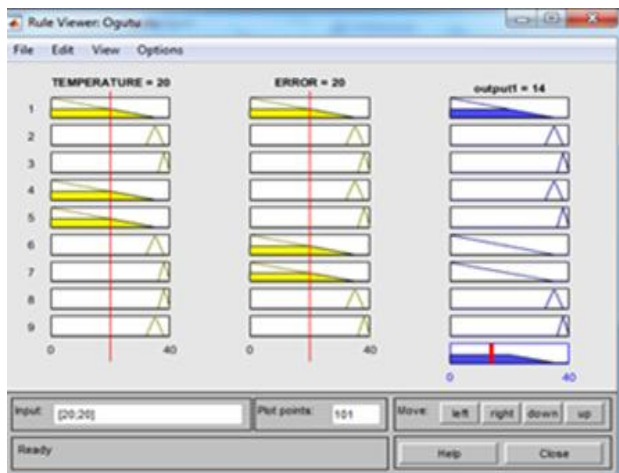 Rule Viewer: Ogutu
File Edit View Options
TEMPERATURE = 20 ERROR = 20 output1 = 14
1
2
3
4
5
6
7
8
9
0 40 0 40
0 40
Input: [20;20] Plot points: 101 Move: left right down up
Ready Help Close